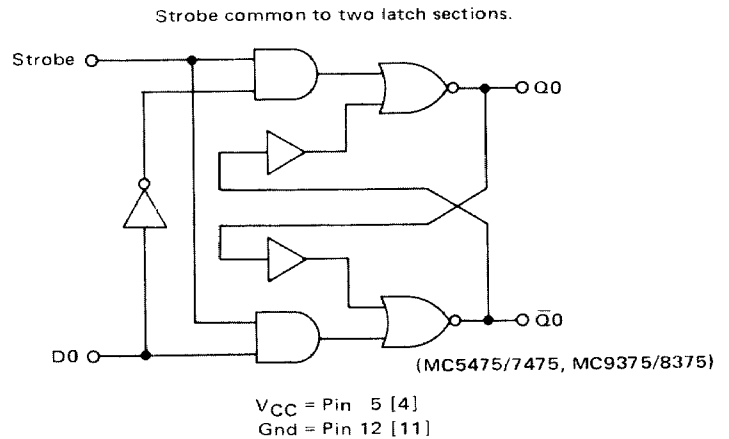 Strobe common to two latch sections.
Strobe
Q0
D0
Q̅0
(MC5475/7475, MC9375/8375)
VCC = Pin 5 [4]
Gnd = Pin 12 [11]